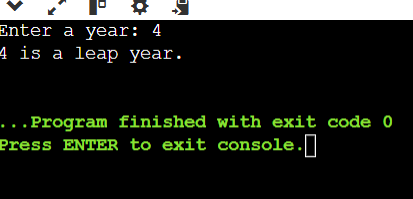 Enter a year: 4
4 is a leap year.
...Program finished with exit code 0
Press ENTER to exit console.